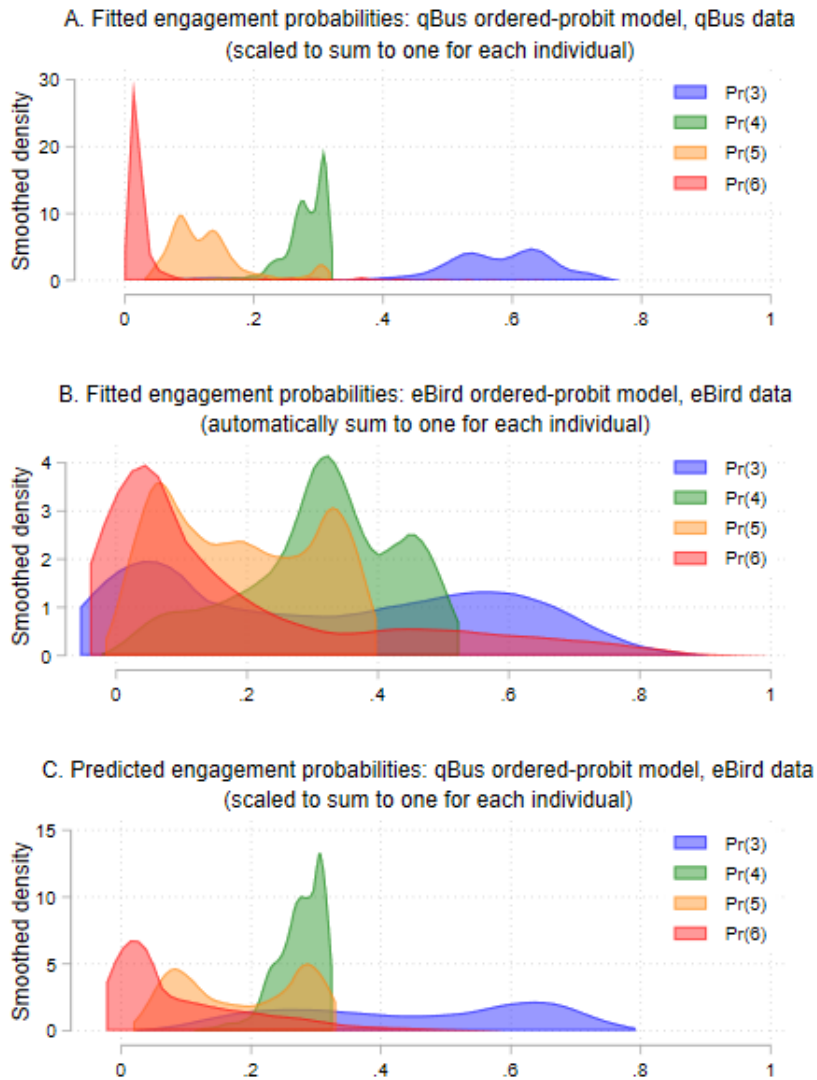 A. Fitted engagement probabilities: qBus ordered-probit model, qBus data
(scaled to sum to one for each individual)
Smoothed density
30
20
10
0
Pr(3)
Pr(4)
Pr(5)
Pr(6)
0 .2 .4 .6 .8 1
B. Fitted engagement probabilities: eBird ordered-probit model, eBird data
(automatically sum to one for each individual)
Smoothed density
4
3
2
1
0
Pr(3)
Pr(4)
Pr(5)
Pr(6)
0 .2 .4 .6 .8 1
C. Predicted engagement probabilities: qBus ordered-probit model, eBird data
(scaled to sum to one for each individual)
Smoothed density
15
10
5
0
Pr(3)
Pr(4)
Pr(5)
Pr(6)
0 .2 .4 .6 .8 1